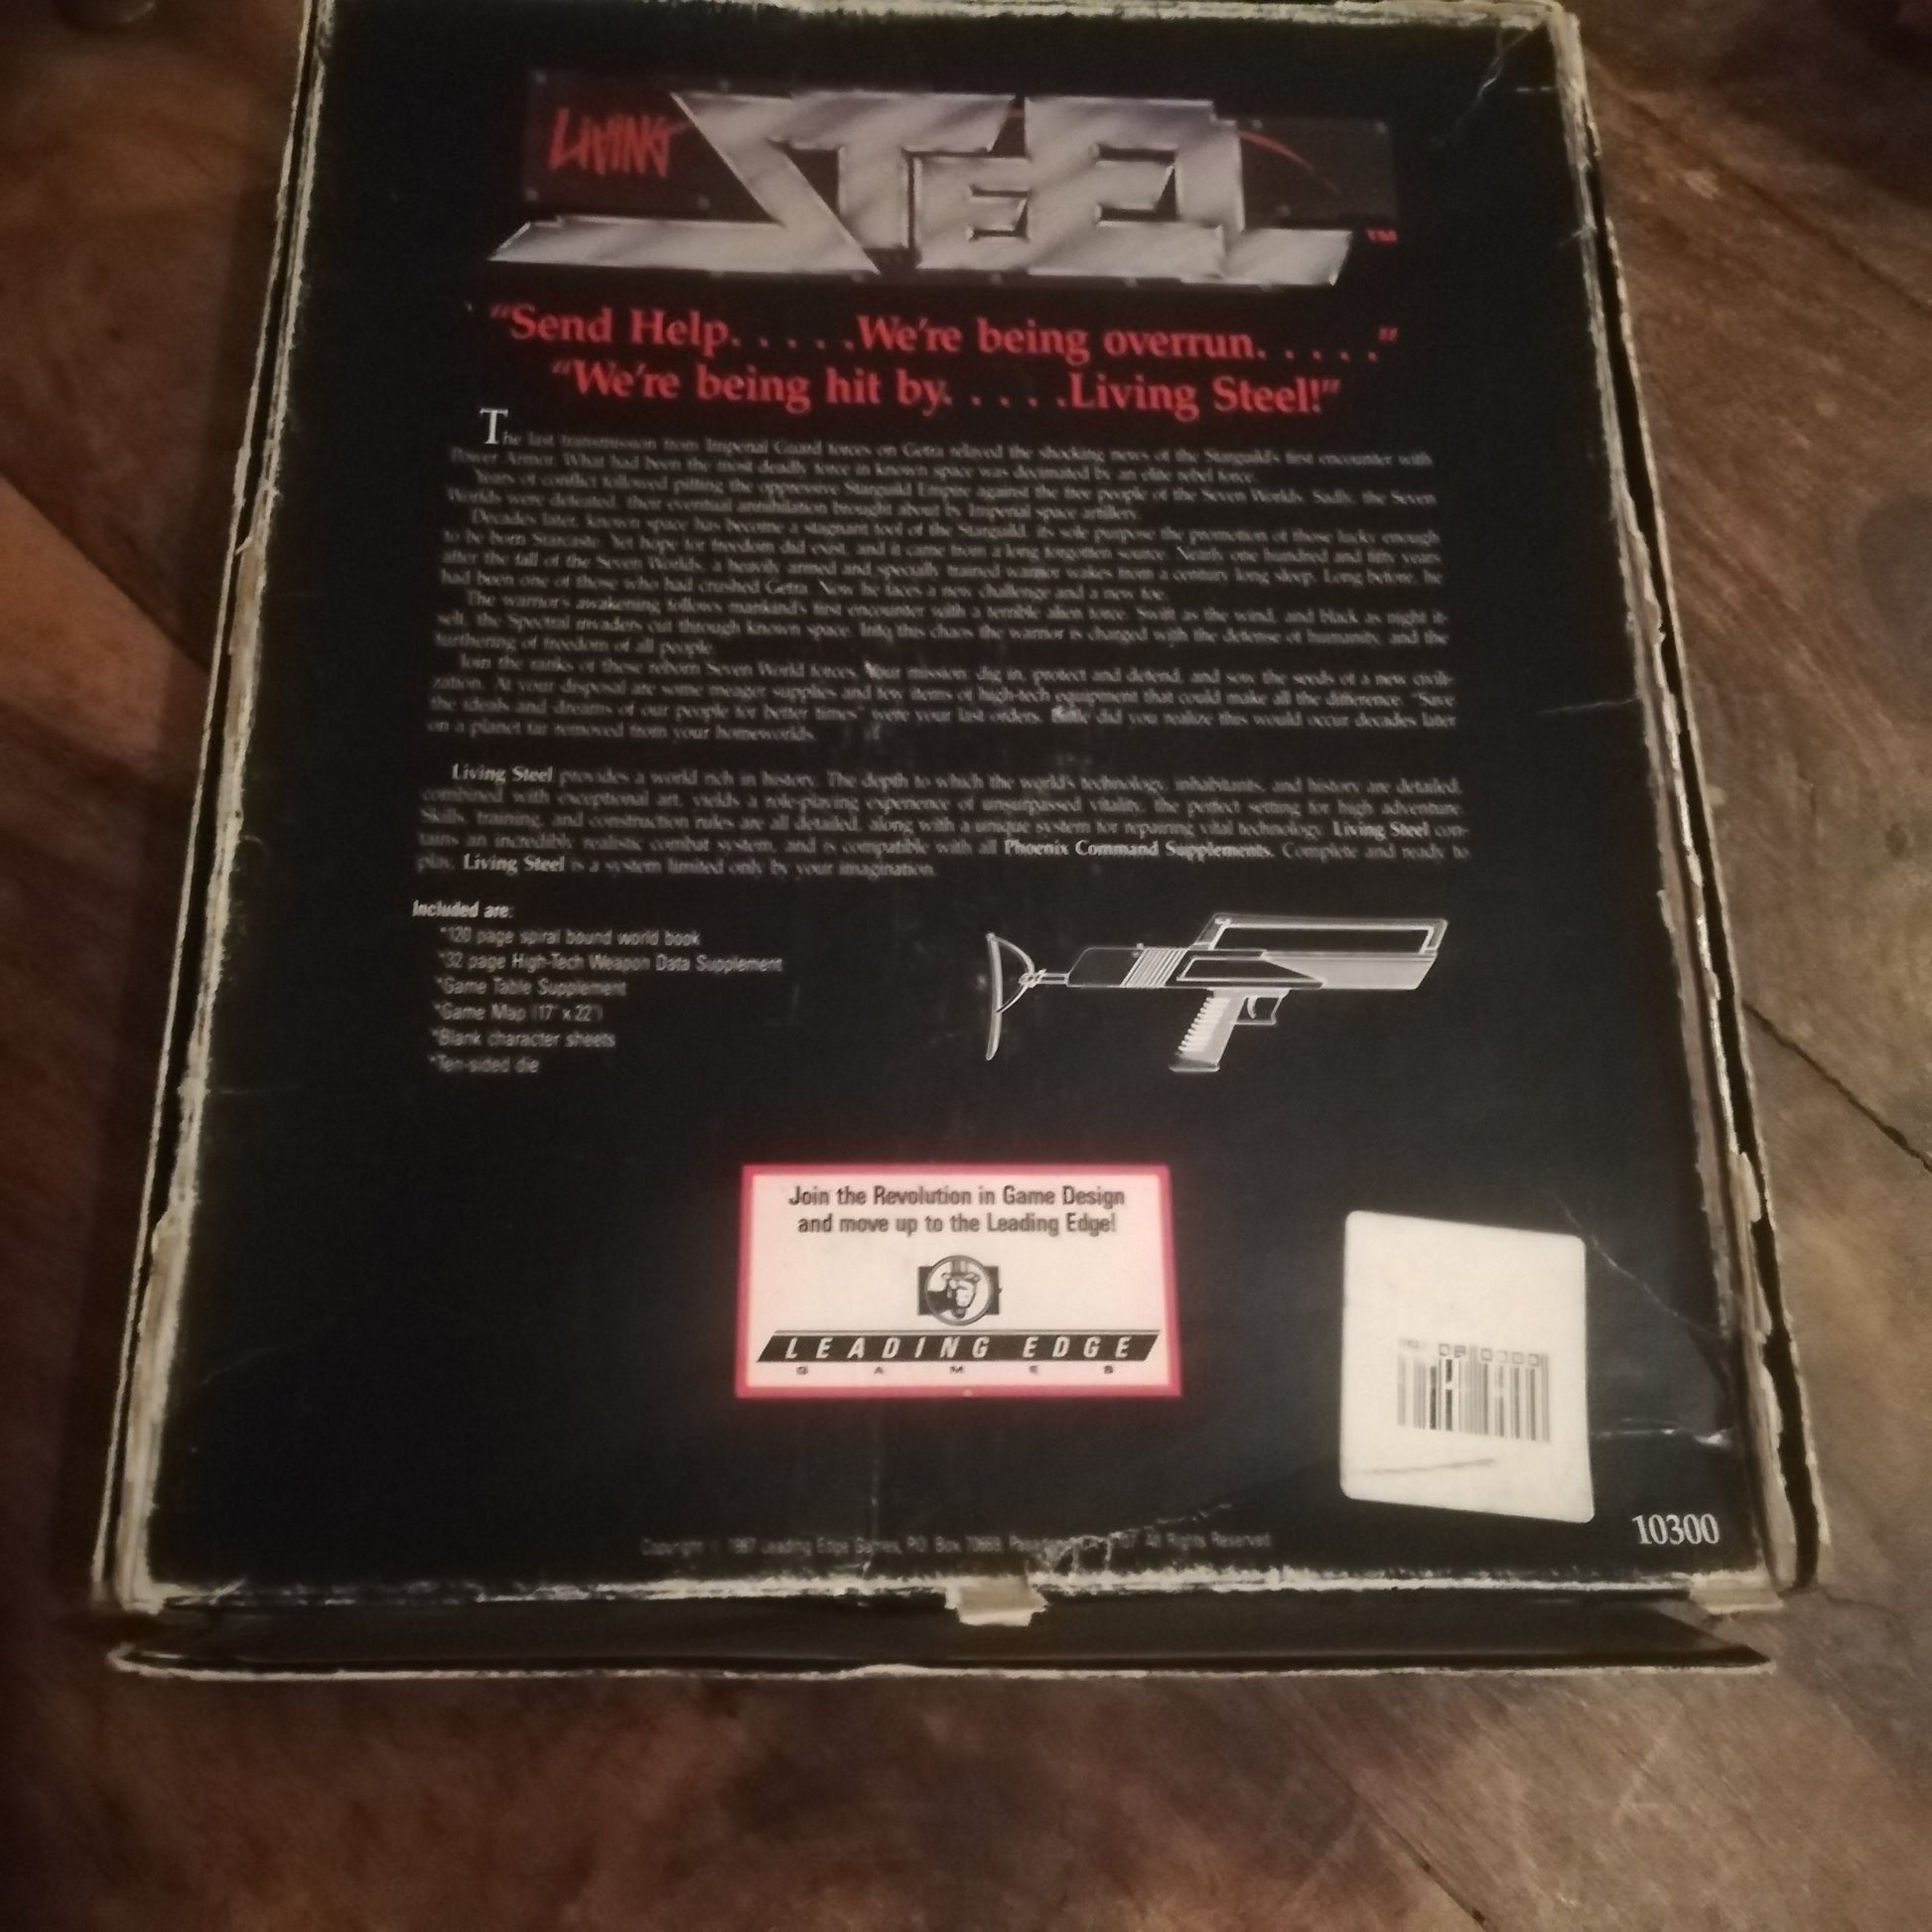 LIVING STEEL ™
"Send Help. . . . .We're being overrun. . . . ."
"We're being hit by. . . . .Living Steel!"
The last transmission from Imperial Guard forces on Getra relayed the shocking news of the Starguild's first encounter with
Power Armor. What had been the most deadly force in known space was decimated by an elite rebel force.
Years of conflict followed pitting the oppressive Starguild Empire against the free people of the Seven Worlds. Sadly, the Seven
Worlds were defeated, their eventual annihilation brought about by Imperial space artillery.
Decades later, known space has become a stagnant tool of the Starguild, its sole purpose the promotion of those lucky enough
to be born Starcaste. Yet hope for freedom did exist, and it came from a long forgotten source. Nearly one hundred and fifty years
after the fall of the Seven Worlds, a heavily armed and specially trained warrior wakes from a century long sleep. Long before, he
had been one of those who had crushed Getra. Now he faces a new challenge and a new foe.
The warrior's awakening follows mankind's first encounter with a terrible alien force. Swift as the wind, and black as night it-
self, the Spectral invaders cut through known space. Into this chaos the warrior is charged with the defense of humanity, and the
furthering of freedom of all people.
Join the ranks of these reborn Seven World forces. Your mission: dig in, protect and defend, and sow the seeds of a new civili-
zation. At your disposal are some meager supplies and few items of high-tech equipment that could make all the difference. "Save
the ideals and dreams of our people for better times" were your last orders. Little did you realize this would occur decades later
on a planet far removed from your homeworlds.
Living Steel provides a world rich in history. The depth to which the world's technology, inhabitants, and history are detailed,
combined with exceptional art, yields a role-playing experience of unsurpassed vitality, the perfect setting for high adventure.
Skills, training, and construction rules are all detailed, along with a unique system for repairing vital technology. Living Steel con-
tains an incredibly realistic combat system, and is compatible with all Phoenix Command Supplements. Complete and ready to
play, Living Steel is a system limited only by your imagination.
Included are:
*120 page spiral bound world book
*32 page High-Tech Weapon Data Supplement
*Game Table Supplement
*Game Map (17" x 22")
*Blank character sheets
*Ten-sided die
Join the Revolution in Game Design
and move up to the Leading Edge!
LEADING EDGE
GAMES
Copyright 1987 Leading Edge Games, P.O. Box Pasadena, CA All Rights Reserved
10300